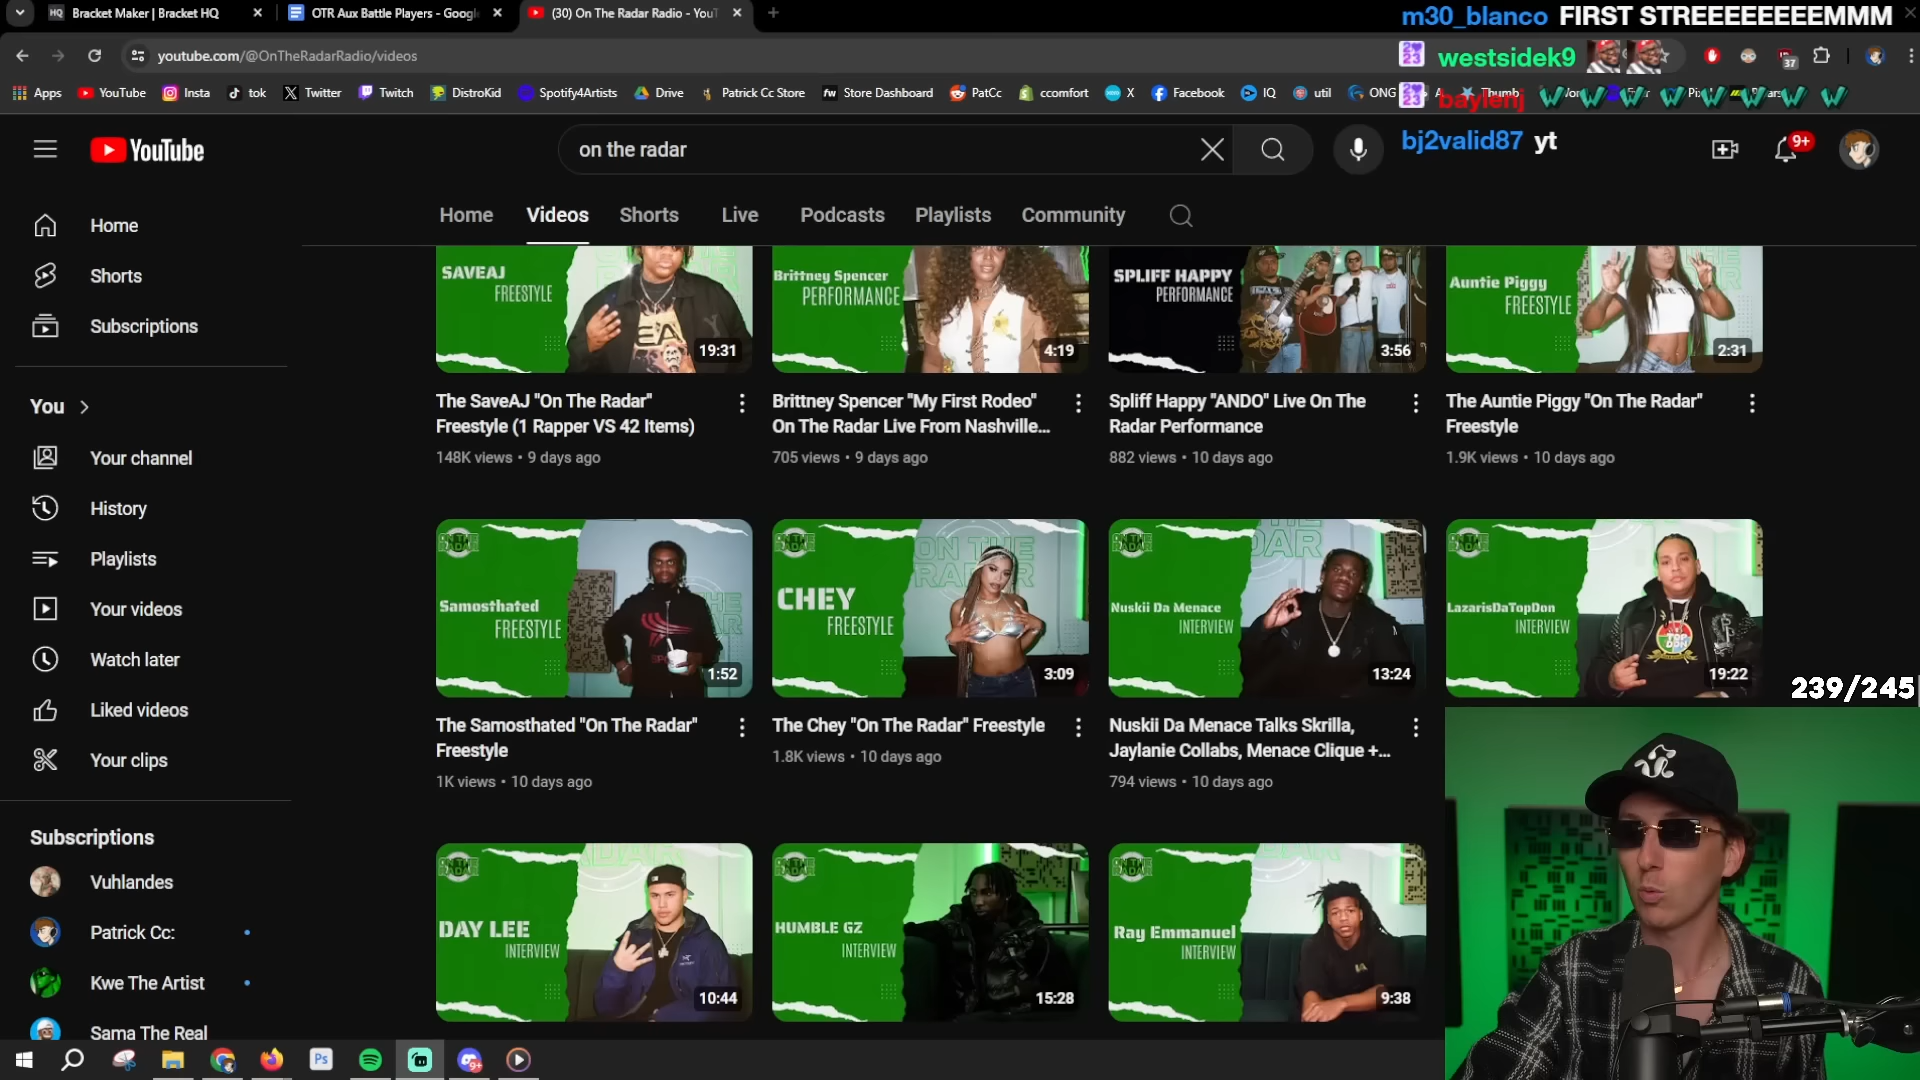 HQ Bracket Maker | Bracket HQ
OTR Aux Battle Players - Googl
(30) On The Radar Radio - YouT
m30_blanco FIRST STREEEEEEEEMMM
youtube.com/@OnTheRadarRadio/videos
westsidek9
37
Apps
YouTube
Insta
tok
Twitter
Twitch
DistroKid
Spotify4Artists
Drive
Patrick Cc Store
Store Dashboard
PatCc
ccomfort
X
Facebook
IQ
util
ONG
baylenj
Thumb
bj2valid87 yt
YouTube
on the radar
9+
Home
Videos
Shorts
Live
Podcasts
Playlists
Community
Home
Shorts
Subscriptions
You
Your channel
History
Playlists
Your videos
Watch later
Liked videos
Your clips
Subscriptions
Vuhlandes
Patrick Cc:
Kwe The Artist
Sama The Real
SAVEAJ
FREESTYLE
19:31
Brittney Spencer
PERFORMANCE
4:19
SPLIFF HAPPY
PERFORMANCE
3:56
Auntie Piggy
FREESTYLE
2:31
The SaveAJ "On The Radar"
Freestyle (1 Rapper VS 42 Items)
148K views • 9 days ago
Brittney Spencer "My First Rodeo"
On The Radar Live From Nashville...
705 views • 9 days ago
Spliff Happy "ANDO" Live On The
Radar Performance
882 views • 10 days ago
The Auntie Piggy "On The Radar"
Freestyle
1.9K views • 10 days ago
Samosthated
FREESTYLE
1:52
ON THE
RADAR
CHEY
FREESTYLE
3:09
Nuskii Da Menace
INTERVIEW
13:24
LazarisDaTopDon
INTERVIEW
19:22
The Samosthated "On The Radar"
Freestyle
1K views • 10 days ago
The Chey "On The Radar" Freestyle
1.8K views • 10 days ago
Nuskii Da Menace Talks Skrilla,
Jaylanie Collabs, Menace Clique +...
794 views • 10 days ago
239/245
DAY LEE
INTERVIEW
10:44
HUMBLE GZ
INTERVIEW
15:28
Ray Emmanuel
INTERVIEW
9:38
Ps